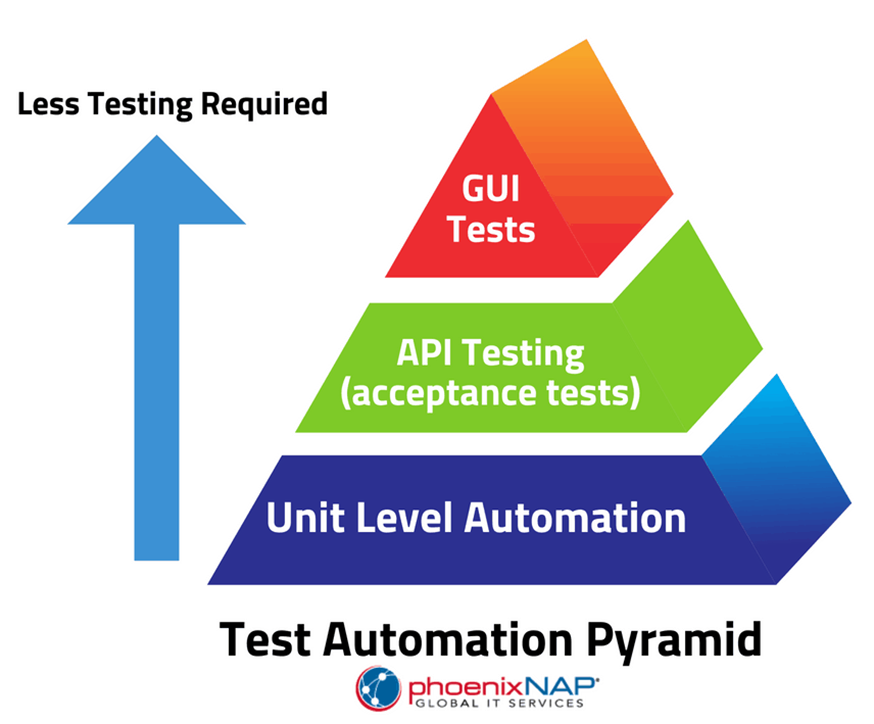 Less Testing Required
GUI
Tests
API Testing
(acceptance tests)
Unit Level Automation
Test Automation Pyramid
phoenixNAP®
GLOBAL IT SERVICES